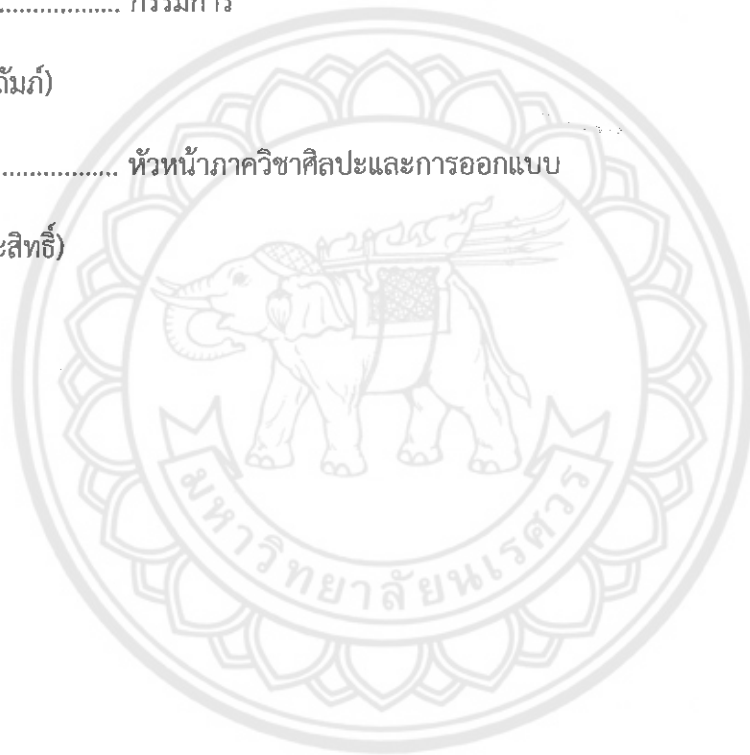 .................. กรรมการ
ถัมภ์)
.................. หัวหน้าภาควิชาศิลปะและการออกแบบ
ะสิทธิ์)
มหาวิทยาลัยนเรศวร